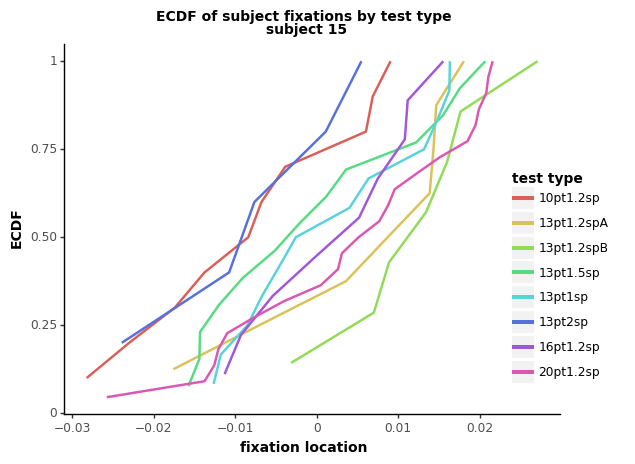 ECDF of subject fixations by test type
subject 15
ECDF
1
0.75
0.50
0.25
0
−0.03
−0.02
−0.01
0
0.01
0.02
fixation location
test type
10pt1.2sp
13pt1.2spA
13pt1.2spB
13pt1.5sp
13pt1sp
13pt2sp
16pt1.2sp
20pt1.2sp